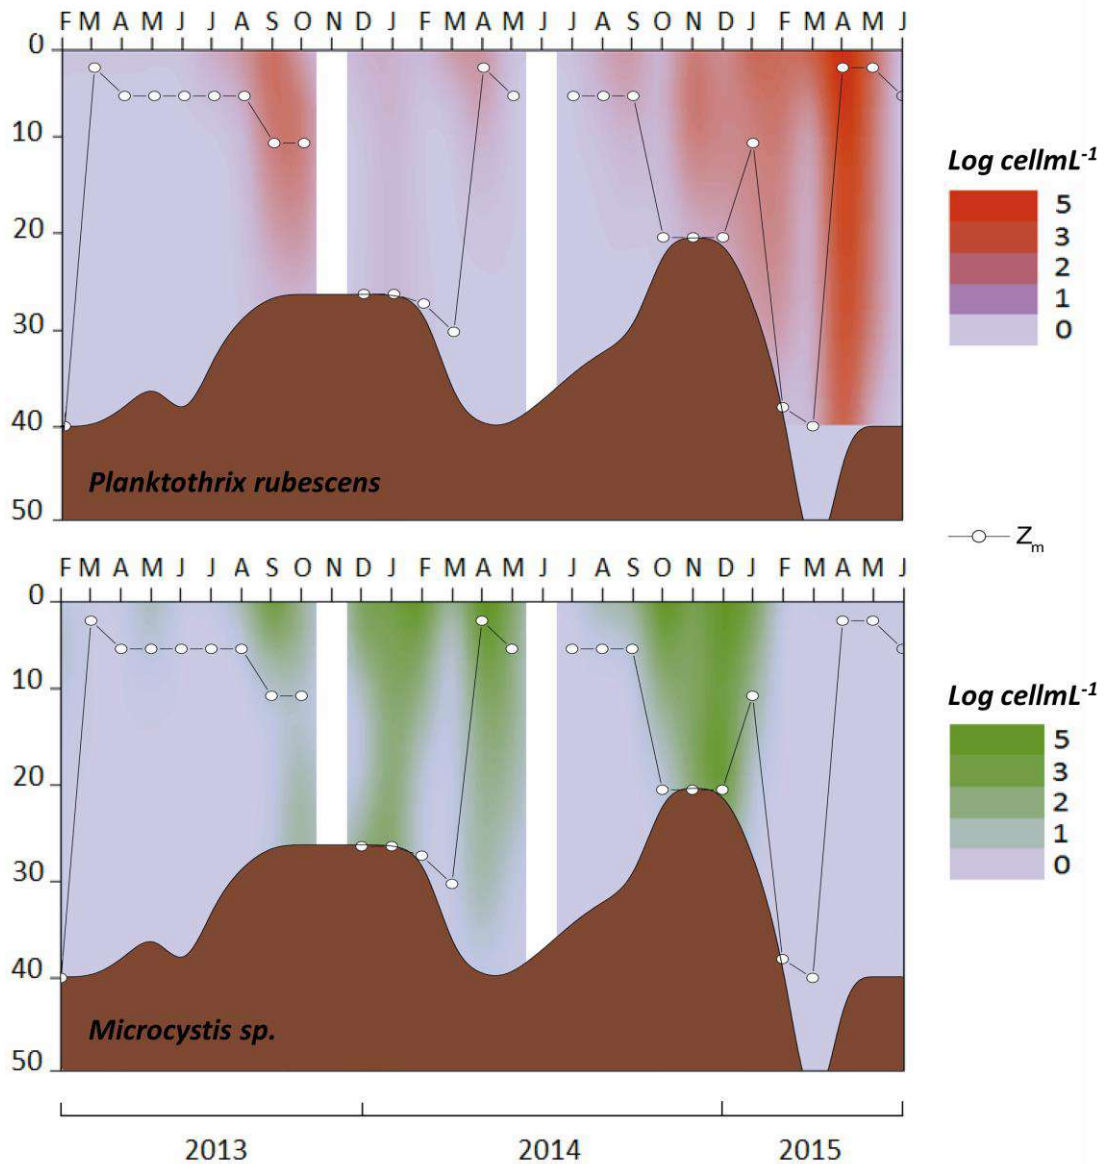 F M A M J J A S O N D J F M A M J J A S O N D J F M A M J
0
10
20
30
40
50
Planktothrix rubescens
Log cellmL-1
5
3
2
1
0
Zm
F M A M J J A S O N D J F M A M J J A S O N D J F M A M J
0
10
20
30
40
50
Microcystis sp.
Log cellmL-1
5
3
2
1
0
2013 2014 2015